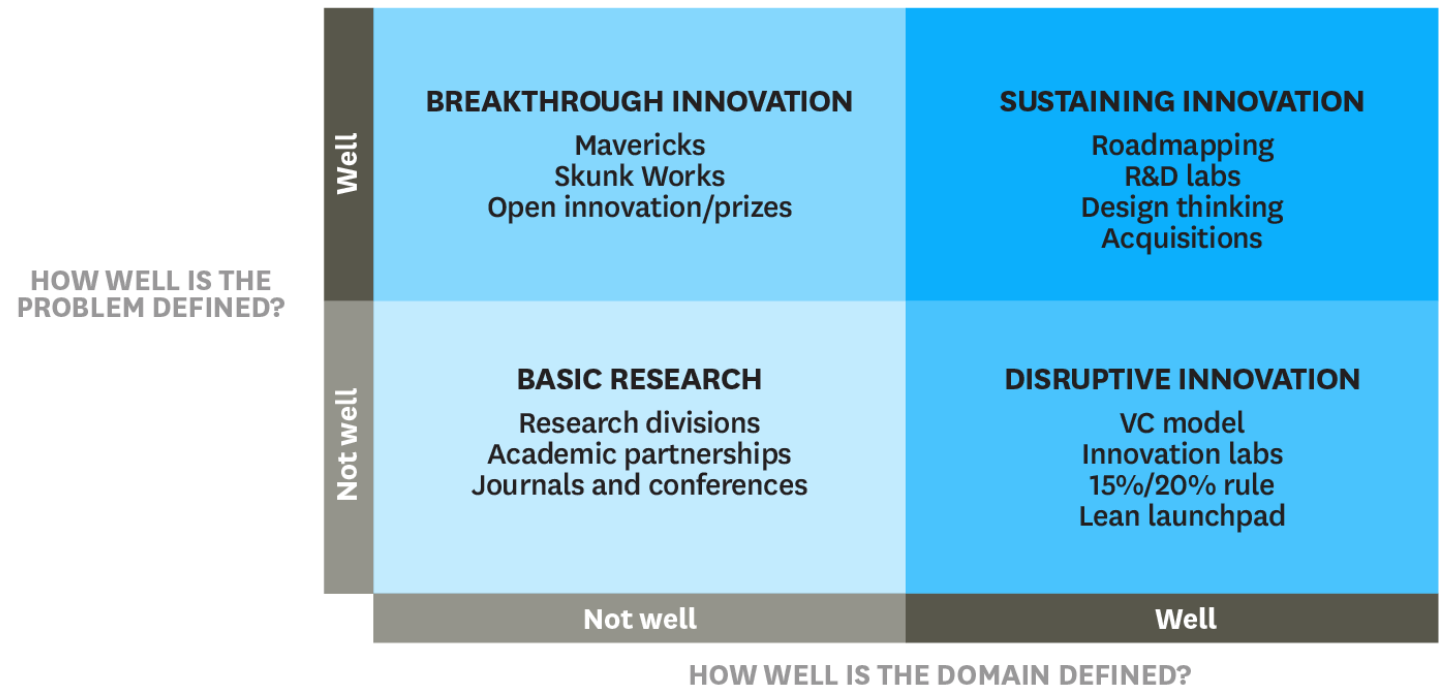 BREAKTHROUGH INNOVATION
Mavericks
Skunk Works
Open innovation/prizes
SUSTAINING INNOVATION
Roadmapping
R&D labs
Design thinking
Acquisitions
Well
HOW WELL IS THE
PROBLEM DEFINED?
BASIC RESEARCH
Research divisions
Academic partnerships
Journals and conferences
DISRUPTIVE INNOVATION
VC model
Innovation labs
15%/20% rule
Lean launchpad
Not well
Not well
Well
HOW WELL IS THE DOMAIN DEFINED?